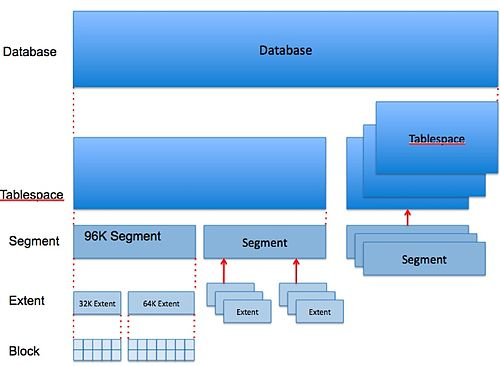 Database
Database
Tablespace
Tablespace
Segment
96K Segment
Segment
Segment
Extent
32K Extent
64K Extent
Extent
Extent
Block